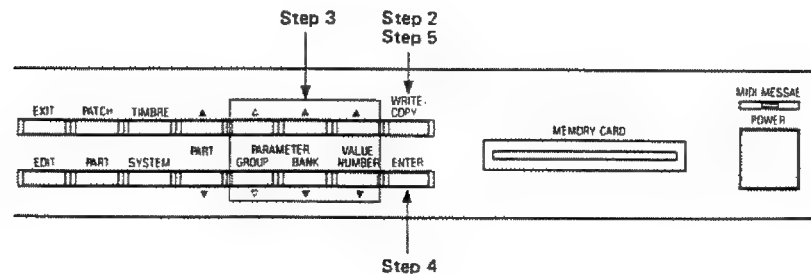 Step 3
Step 2
Step 5
EXIT PATCH TIMBRE WRITE·
COPY
MIDI MESSAE
POWER
MEMORY CARD
EDIT PART SYSTEM PART PARAMETER
GROUP BANK VALUE
NUMBER ENTER
Step 4